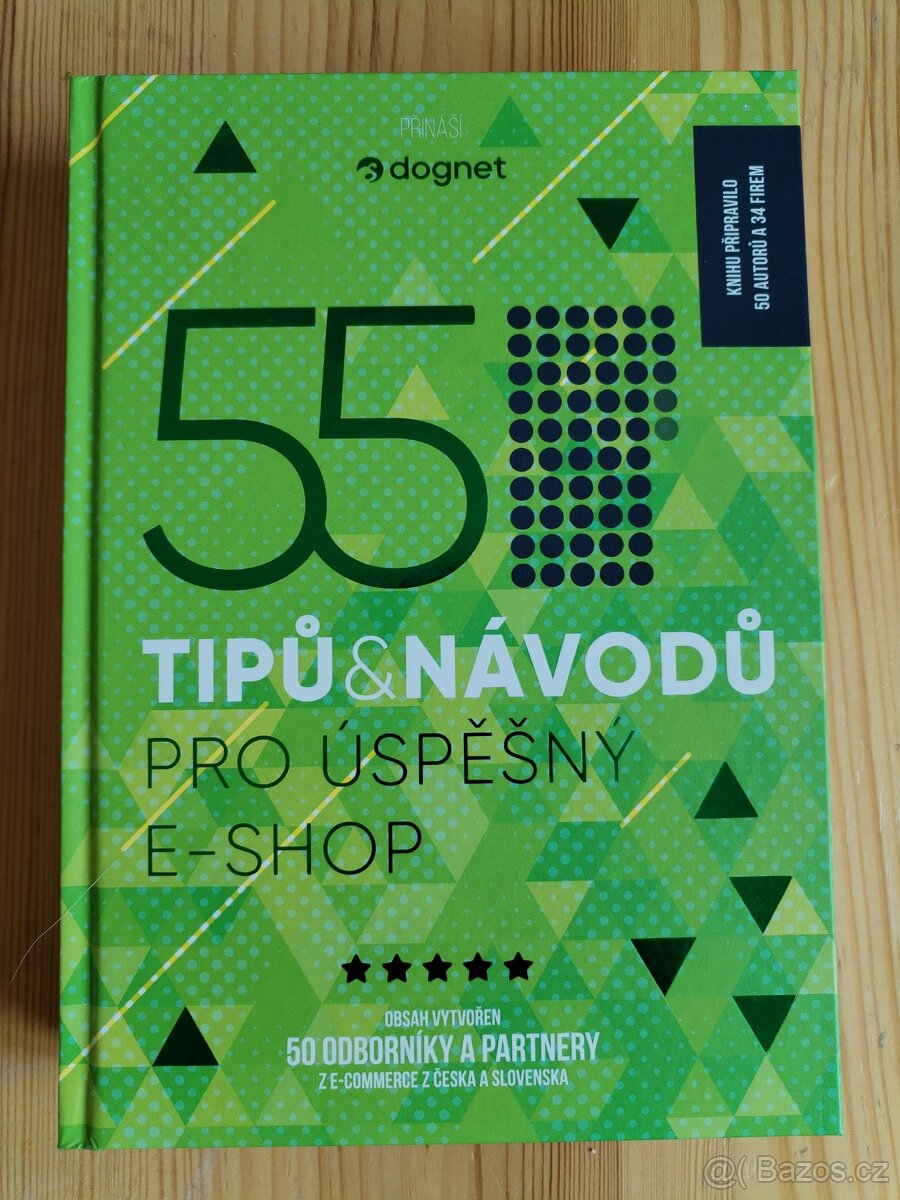 PŘINÁŠÍ
dognet
KNIHU PŘIPRAVILO
50 AUTORŮ A 34 FIREM
55
TIPŮ&NÁVODŮ
PRO ÚSPĚŠNÝ
E-SHOP
OBSAH VYTVOŘEN
50 ODBORNÍKY A PARTNERY
Z E-COMMERCE Z ČESKA A SLOVENSKA
@( Bazos.cz